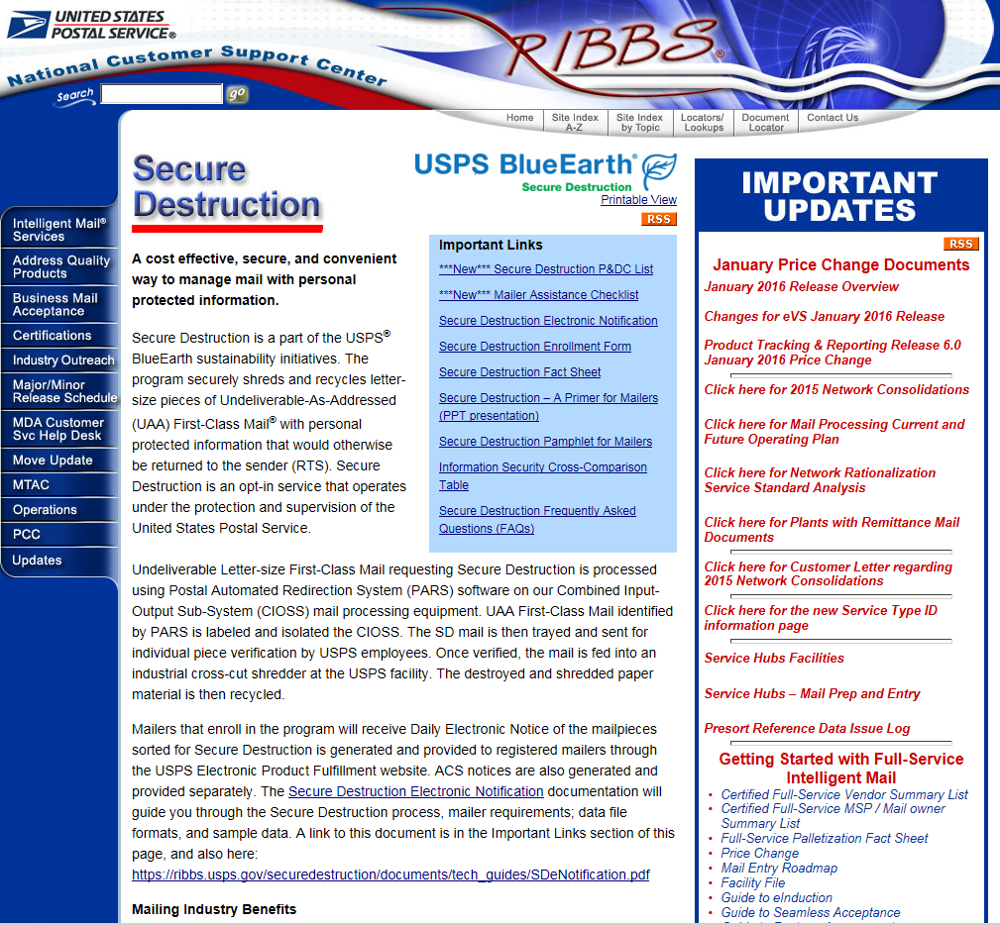 UNITED STATES
POSTAL SERVICE®
National Customer Support Center
RIBBS®
Search
go
Home
Site Index
A-Z
Site Index
by Topic
Locators/
Lookups
Document
Locator
Contact Us
Intelligent Mail®
Services
Address Quality
Products
Business Mail
Acceptance
Certifications
Industry Outreach
Major/Minor
Release Schedule
MDA Customer
Svc Help Desk
Move Update
MTAC
Operations
PCC
Updates
Secure
Destruction
USPS BlueEarth®
Secure Destruction
Printable View
RSS
A cost effective, secure, and convenient
way to manage mail with personal
protected information.
Secure Destruction is a part of the USPS®
BlueEarth sustainability initiatives. The
program securely shreds and recycles letter-
size pieces of Undeliverable-As-Addressed
(UAA) First-Class Mail® with personal
protected information that would otherwise
be returned to the sender (RTS). Secure
Destruction is an opt-in service that operates
under the protection and supervision of the
United States Postal Service.
Important Links
***New*** Secure Destruction P&DC List
***New*** Mailer Assistance Checklist
Secure Destruction Electronic Notification
Secure Destruction Enrollment Form
Secure Destruction Fact Sheet
Secure Destruction – A Primer for Mailers
(PPT presentation)
Secure Destruction Pamphlet for Mailers
Information Security Cross-Comparison
Table
Secure Destruction Frequently Asked
Questions (FAQs)
Undeliverable Letter-size First-Class Mail requesting Secure Destruction is processed
using Postal Automated Redirection System (PARS) software on our Combined Input-
Output Sub-System (CIOSS) mail processing equipment. UAA First-Class Mail identified
by PARS is labeled and isolated the CIOSS. The SD mail is then trayed and sent for
individual piece verification by USPS employees. Once verified, the mail is fed into an
industrial cross-cut shredder at the USPS facility. The destroyed and shredded paper
material is then recycled.
Mailers that enroll in the program will receive Daily Electronic Notice of the mailpieces
sorted for Secure Destruction is generated and provided to registered mailers through
the USPS Electronic Product Fulfillment website. ACS notices are also generated and
provided separately. The Secure Destruction Electronic Notification documentation will
guide you through the Secure Destruction process, mailer requirements; data file
formats, and sample data. A link to this document is in the Important Links section of this
page, and also here:
https://ribbs.usps.gov/securedestruction/documents/tech_guides/SDeNotification.pdf
Mailing Industry Benefits
IMPORTANT
UPDATES
RSS
January Price Change Documents
January 2016 Release Overview
Changes for eVS January 2016 Release
Product Tracking & Reporting Release 6.0
January 2016 Price Change
Click here for 2015 Network Consolidations
Click here for Mail Processing Current and
Future Operating Plan
Click here for Network Rationalization
Service Standard Analysis
Click here for Plants with Remittance Mail
Documents
Click here for Customer Letter regarding
2015 Network Consolidations
Click here for the new Service Type ID
information page
Service Hubs Facilities
Service Hubs – Mail Prep and Entry
Presort Reference Data Issue Log
Getting Started with Full-Service
Intelligent Mail
• Certified Full-Service Vendor Summary List
• Certified Full-Service MSP / Mail owner
Summary List
• Full-Service Palletization Fact Sheet
• Price Change
• Mail Entry Roadmap
• Facility File
• Guide to eInduction
• Guide to Seamless Acceptance